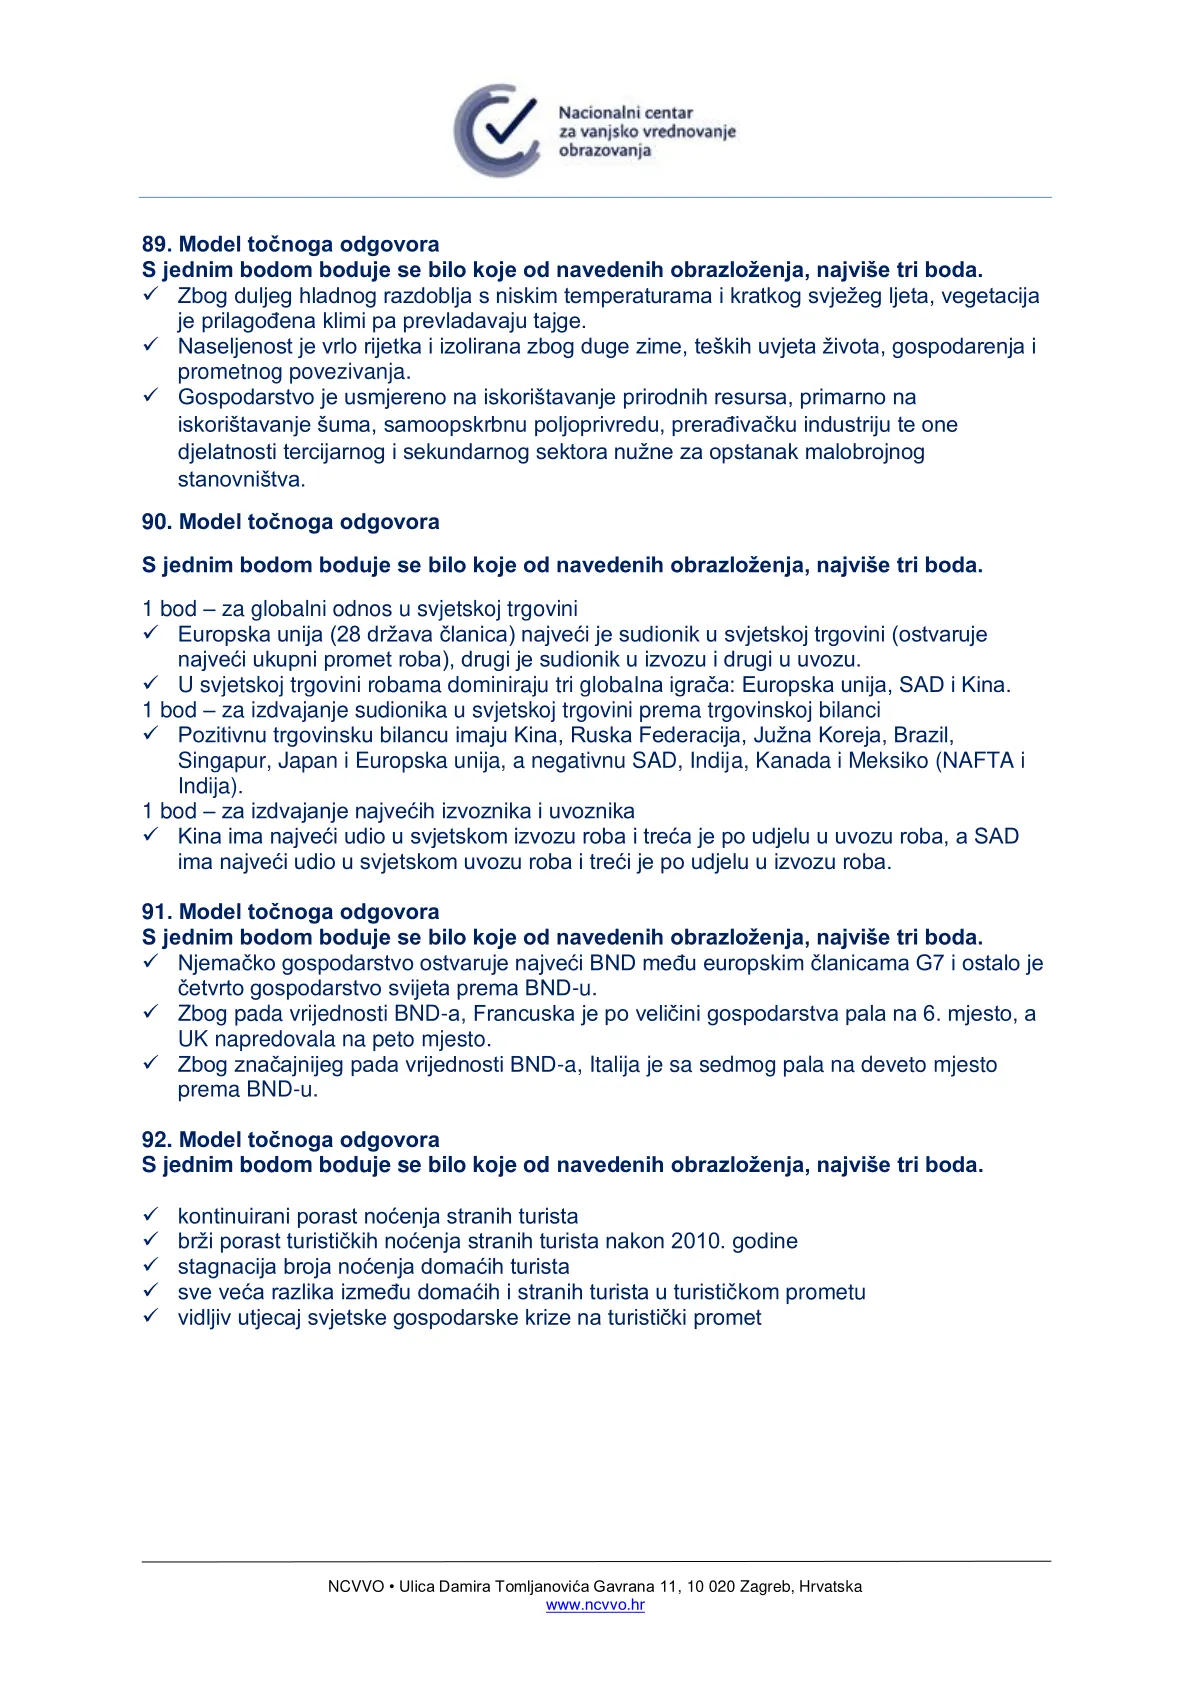 Nacionalni centar
za vanjsko vrednovanje
obrazovanja
89. Model točnoga odgovora
S jednim bodom boduje se bilo koje od navedenih obrazloženja, najviše tri boda.
✓ Zbog duljeg hladnog razdoblja s niskim temperaturama i kratkog svježeg ljeta, vegetacija
je prilagođena klimi pa prevladavaju tajge.
✓ Naseljenost je vrlo rijetka i izolirana zbog duge zime, teških uvjeta života, gospodarenja i
prometnog povezivanja.
✓ Gospodarstvo je usmjereno na iskorištavanje prirodnih resursa, primarno na
iskorištavanje šuma, samoopskrbnu poljoprivredu, prerađivačku industriju te one
djelatnosti tercijarnog i sekundarnog sektora nužne za opstanak malobrojnog
stanovništva.
90. Model točnoga odgovora
S jednim bodom boduje se bilo koje od navedenih obrazloženja, najviše tri boda.
1 bod – za globalni odnos u svjetskoj trgovini
✓ Europska unija (28 država članica) najveći je sudionik u svjetskoj trgovini (ostvaruje
najveći ukupni promet roba), drugi je sudionik u izvozu i drugi u uvozu.
✓ U svjetskoj trgovini robama dominiraju tri globalna igrača: Europska unija, SAD i Kina.
1 bod – za izdvajanje sudionika u svjetskoj trgovini prema trgovinskoj bilanci
✓ Pozitivnu trgovinsku bilancu imaju Kina, Ruska Federacija, Južna Koreja, Brazil,
Singapur, Japan i Europska unija, a negativnu SAD, Indija, Kanada i Meksiko (NAFTA i
Indija).
1 bod – za izdvajanje najvećih izvoznika i uvoznika
✓ Kina ima najveći udio u svjetskom izvozu roba i treća je po udjelu u uvozu roba, a SAD
ima najveći udio u svjetskom uvozu roba i treći je po udjelu u izvozu roba.
91. Model točnoga odgovora
S jednim bodom boduje se bilo koje od navedenih obrazloženja, najviše tri boda.
✓ Njemačko gospodarstvo ostvaruje najveći BND među europskim članicama G7 i ostalo je
četvrto gospodarstvo svijeta prema BND-u.
✓ Zbog pada vrijednosti BND-a, Francuska je po veličini gospodarstva pala na 6. mjesto, a
UK napredovala na peto mjesto.
✓ Zbog značajnijeg pada vrijednosti BND-a, Italija je sa sedmog pala na deveto mjesto
prema BND-u.
92. Model točnoga odgovora
S jednim bodom boduje se bilo koje od navedenih obrazloženja, najviše tri boda.
✓ kontinuirani porast noćenja stranih turista
✓ brži porast turističkih noćenja stranih turista nakon 2010. godine
✓ stagnacija broja noćenja domaćih turista
✓ sve veća razlika između domaćih i stranih turista u turističkom prometu
✓ vidljiv utjecaj svjetske gospodarske krize na turistički promet
NCVVO • Ulica Damira Tomljanovića Gavrana 11, 10 020 Zagreb, Hrvatska
www.ncvvo.hr